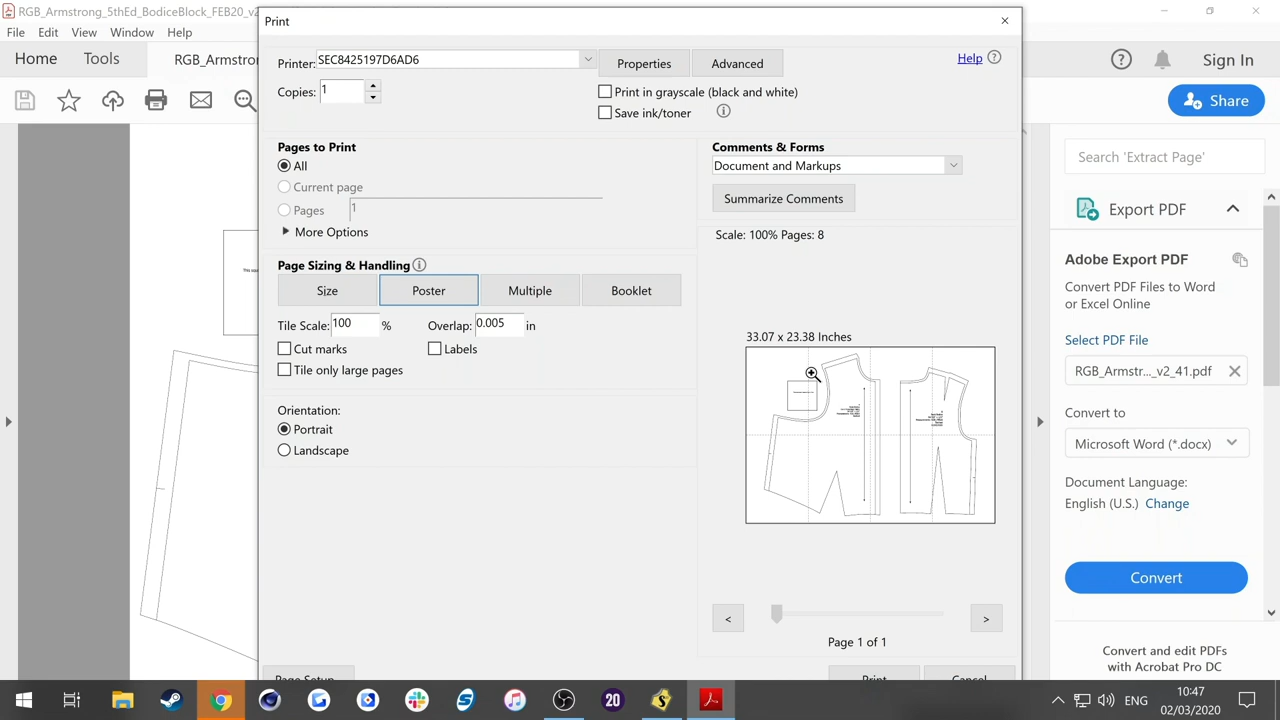 RGB_Armstrong_5thEd_BodiceBlock_FEB20_v2
File Edit View Window Help
Home Tools RGB_Armstro
Sign In
Share
Print
Printer: SEC8425197D6AD6 Properties Advanced Help
Copies: 1
Print in grayscale (black and white)
Save ink/toner
Pages to Print
All
Current page
Pages 1
More Options
Comments & Forms
Document and Markups
Summarize Comments
Scale: 100% Pages: 8
Page Sizing & Handling
Size Poster Multiple Booklet
Tile Scale: 100 % Overlap: 0.005 in
Cut marks Labels
Tile only large pages
Orientation:
Portrait
Landscape
33.07 x 23.38 Inches
< >
Page 1 of 1
Page Setup Print Cancel
Search 'Extract Page'
Export PDF
Adobe Export PDF
Convert PDF Files to Word
or Excel Online
Select PDF File
RGB_Armstr..._v2_41.pdf
Convert to
Microsoft Word (*.docx)
Document Language:
English (U.S.) Change
Convert
Convert and edit PDFs
with Acrobat Pro DC
20
ENG
10:47
02/03/2020